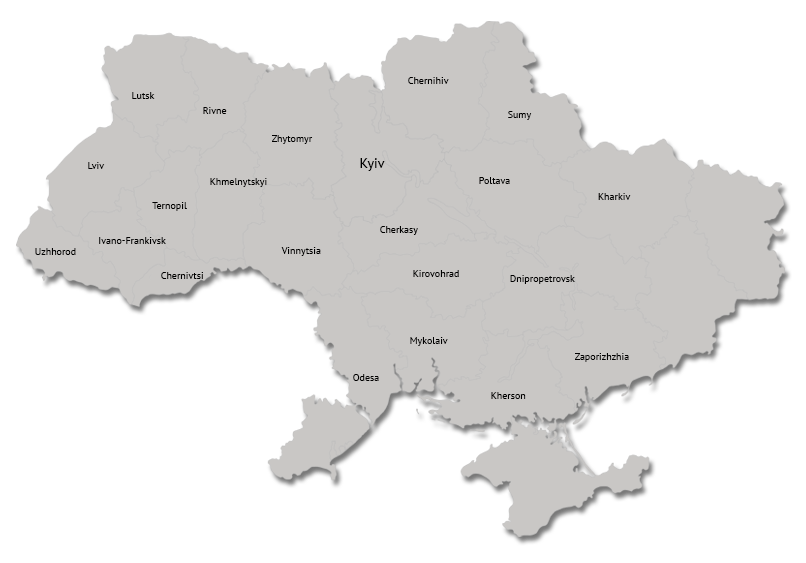 Chernihiv
Lutsk
Rivne
Sumy
Zhytomyr
Kyiv
Lviv
Khmelnytskyi
Poltava
Kharkiv
Ternopil
Cherkasy
Ivano-Frankivsk
Uzhhorod
Vinnytsia
Chernivtsi
Kirovohrad
Dnipropetrovsk
Mykolaiv
Zaporizhzhia
Odesa
Kherson